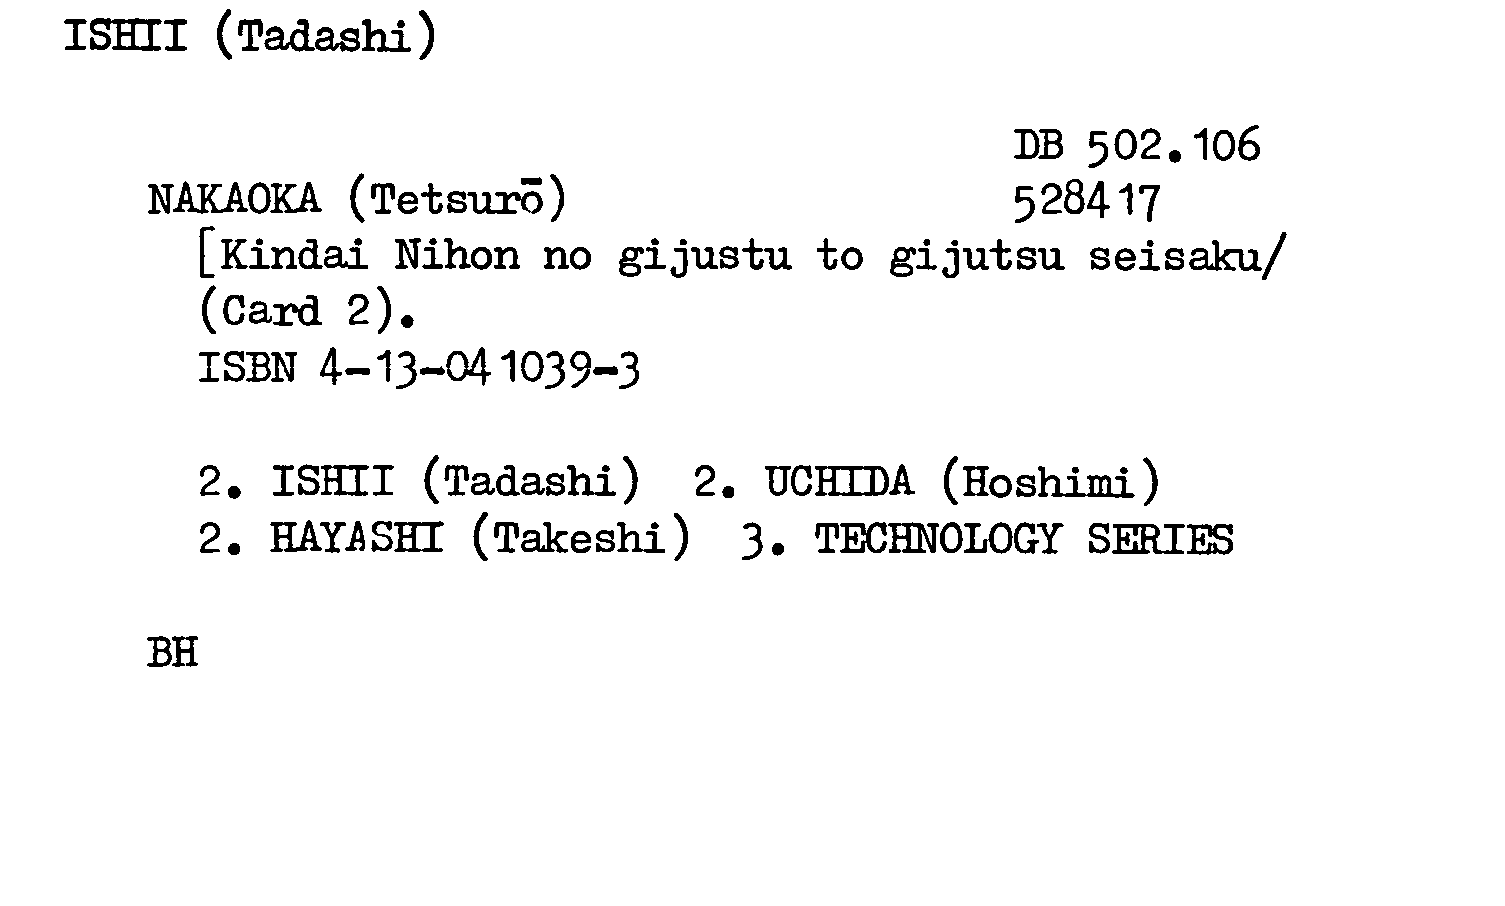 ISHII (Tadashi)
DB 502.106
NAKAOKA (Tetsurō) 528417
[Kindai Nihon no gijustu to gijutsu seisaku/
(Card 2).
ISBN 4-13-041039-3
2. ISHII (Tadashi) 2. UCHIDA (Hoshimi)
2. HAYASHI (Takeshi) 3. TECHNOLOGY SERIES
BH